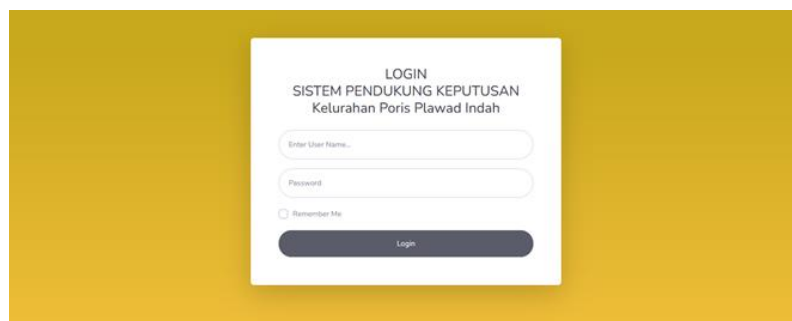 LOGIN
SISTEM PENDUKUNG KEPUTUSAN
Kelurahan Poris Plawad Indah
Enter User Name...
Password
Remember Me
Login